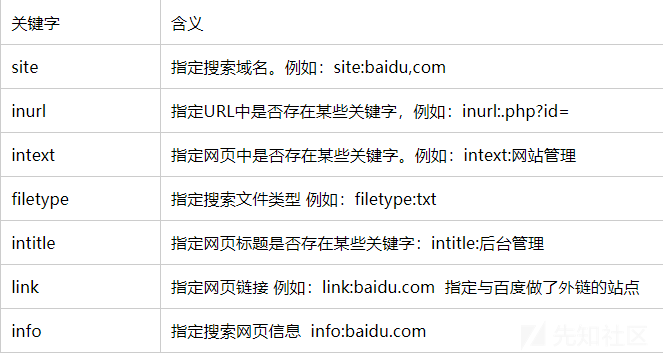 关键字 含义
site 指定搜索域名。例如：site:baidu,com
inurl 指定URL中是否存在某些关键字，例如：inurl:.php?id=
intext 指定网页中是否存在某些关键字。例如：intext:网站管理
filetype 指定搜索文件类型 例如：filetype:txt
intitle 指定网页标题是否存在某些关键字：intitle:后台管理
link 指定网页链接 例如：link:baidu.com 指定与百度做了外链的站点
info 指定搜索网页信息 info:baidu.com
先知社区